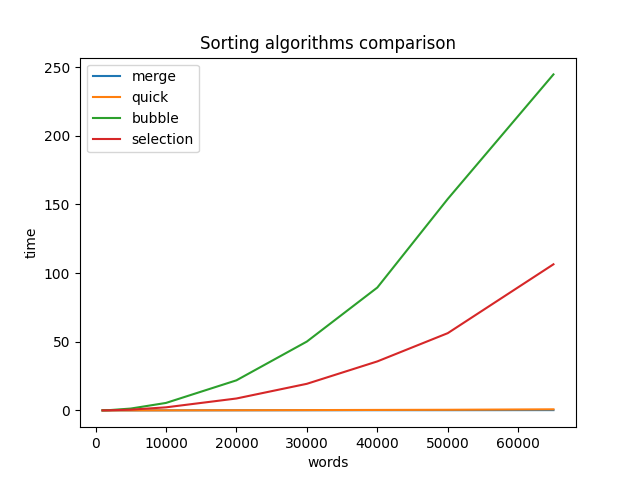 Sorting algorithms comparison
merge
quick
bubble
selection
250
200
150
100
50
0
time
0 10000 20000 30000 40000 50000 60000
words